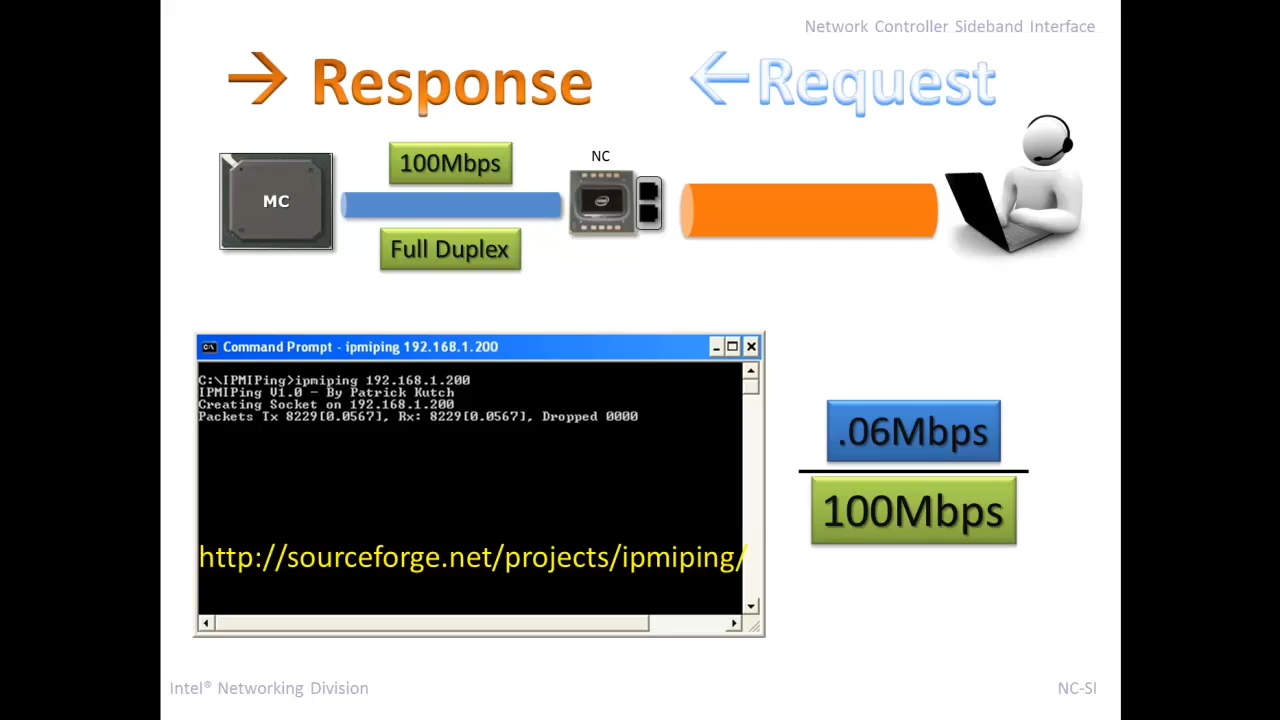 Network Controller Sideband Interface
→ Response
←Request
100Mbps
NC
MC
intel
Full Duplex
Command Prompt - ipmiping 192.168.1.200
C:\IPMIPing>ipmiping 192.168.1.200
IPMIPing V1.0 - By Patrick Kutch
Creating Socket on 192.168.1.200
Packets Tx 8229[0.0567], Rx: 8229[0.0567], Dropped 0000
.06Mbps
100Mbps
http://sourceforge.net/projects/ipmiping/
Intel® Networking Division
NC-SI